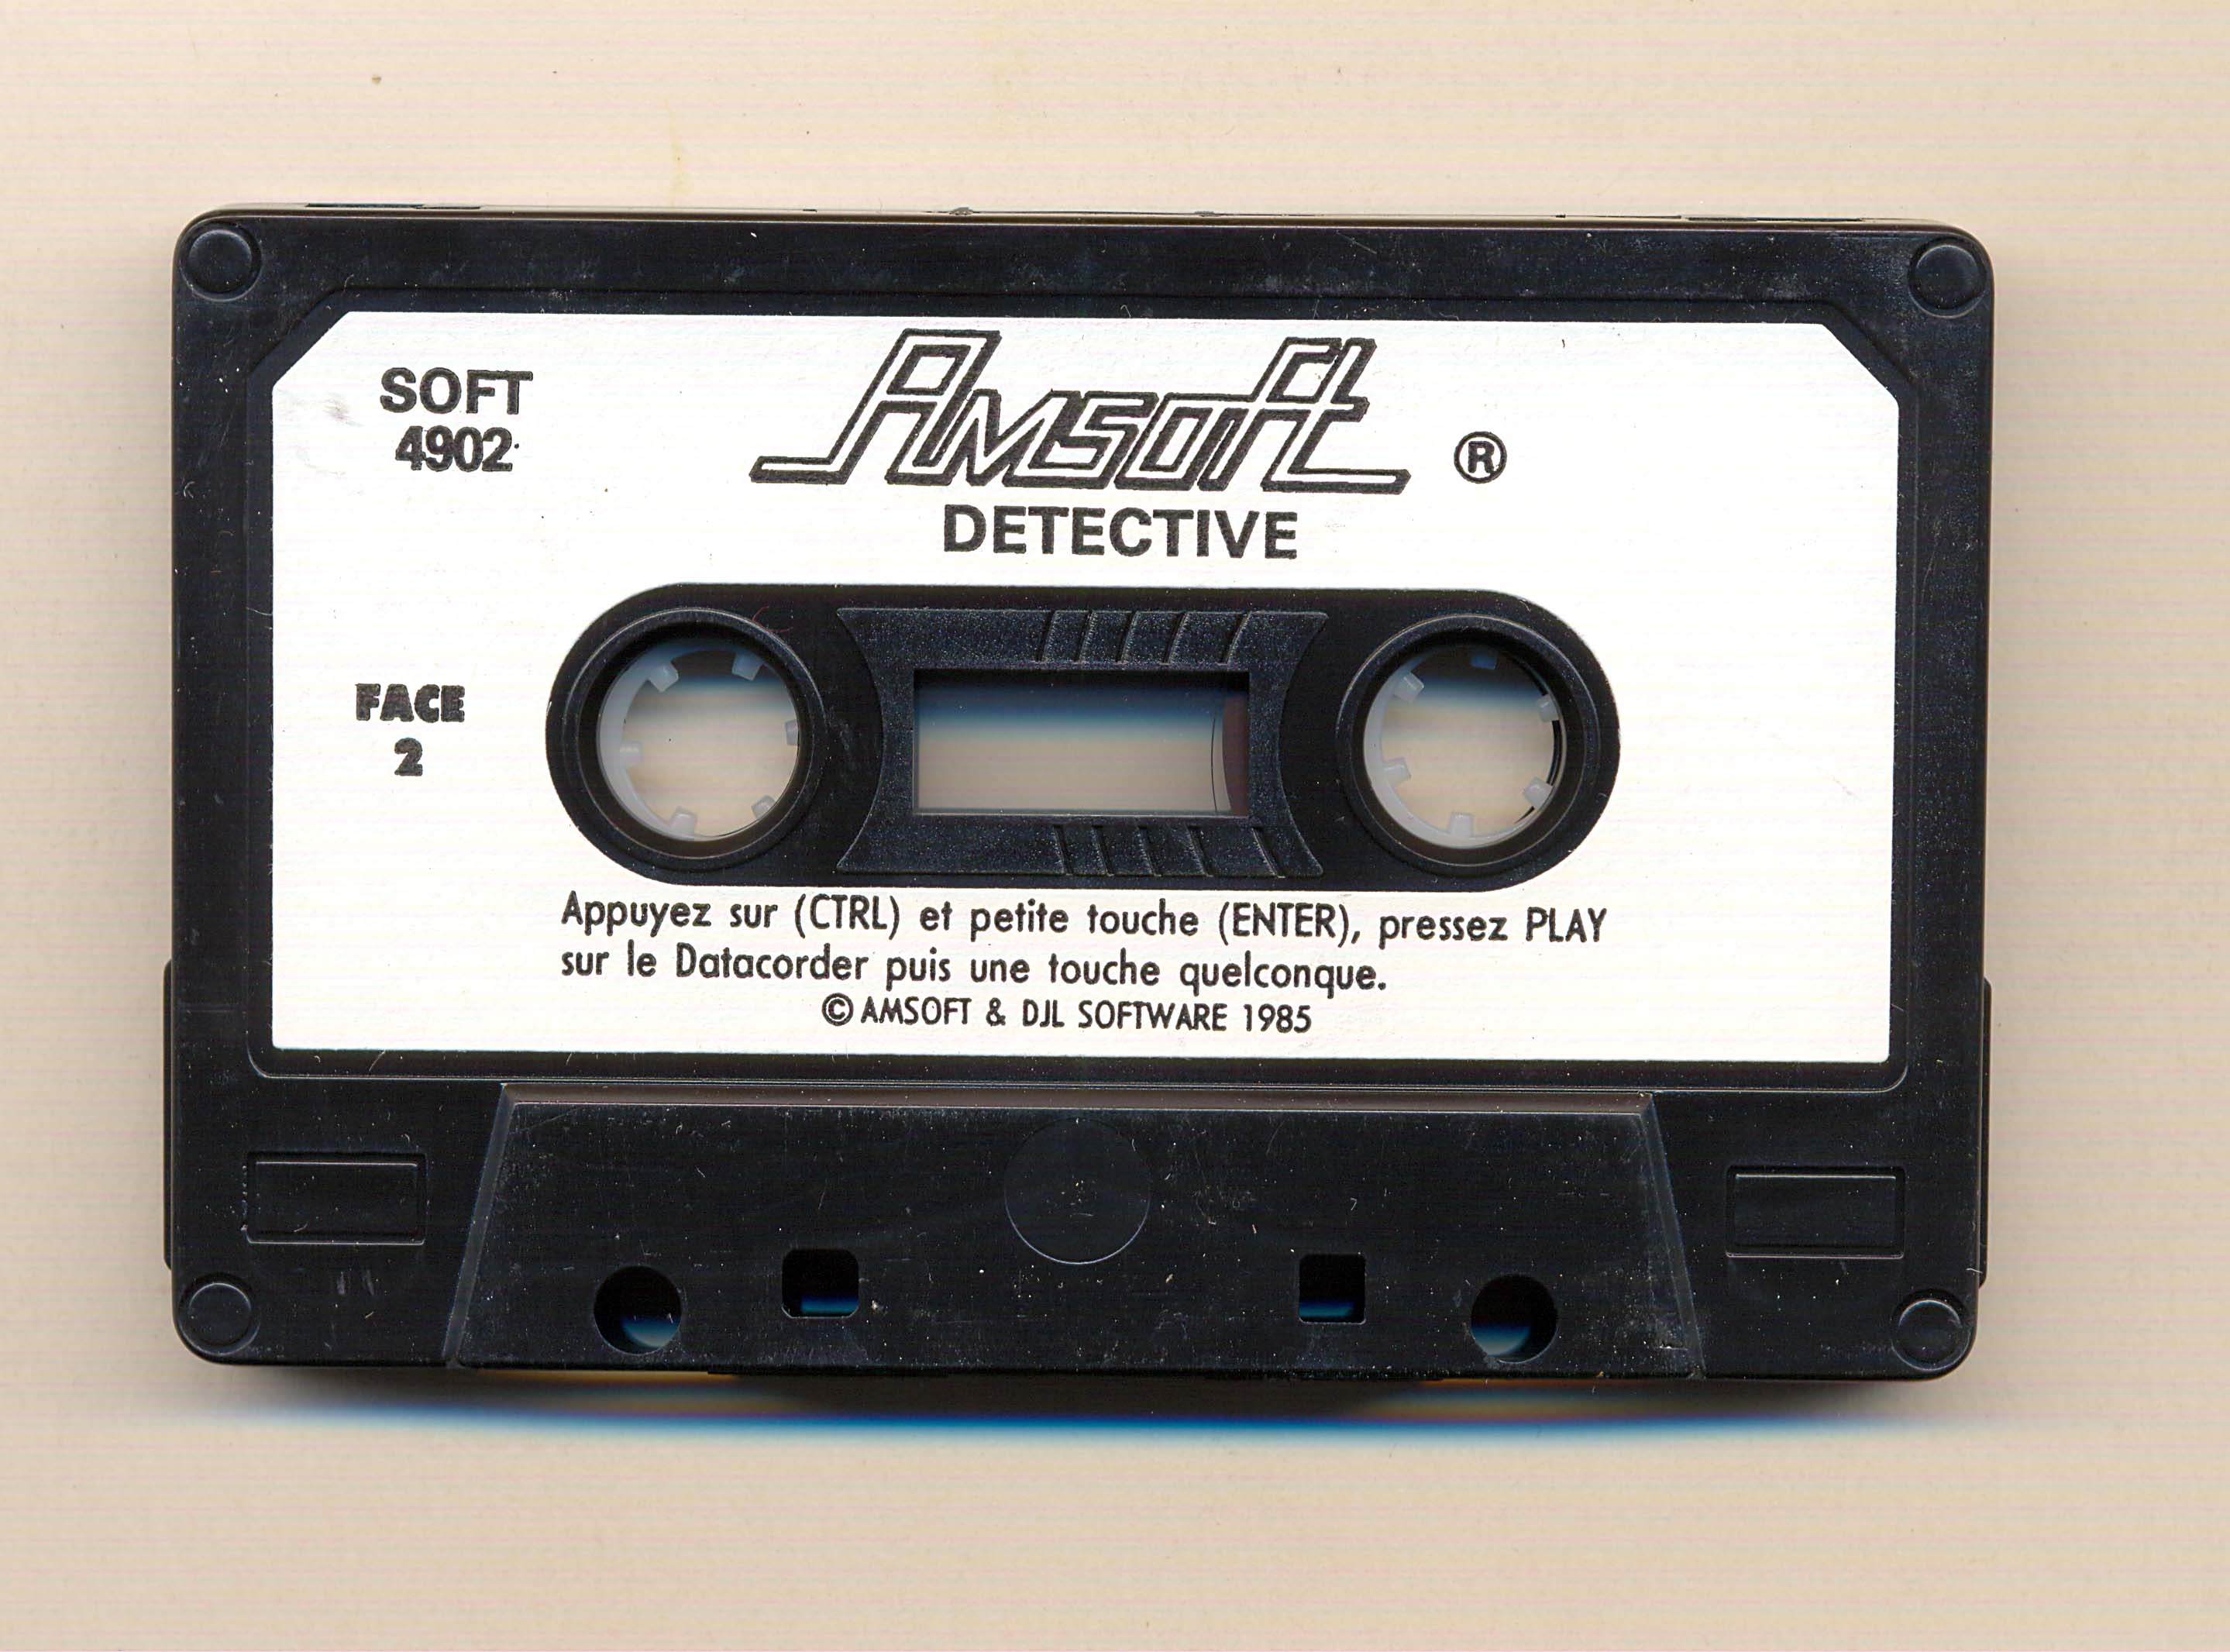 SOFT
4902
Amsoft ®
DETECTIVE
FACE
2
Appuyez sur (CTRL) et petite touche (ENTER), pressez PLAY
sur le Datacorder puis une touche quelconque.
© AMSOFT & DJL SOFTWARE 1985